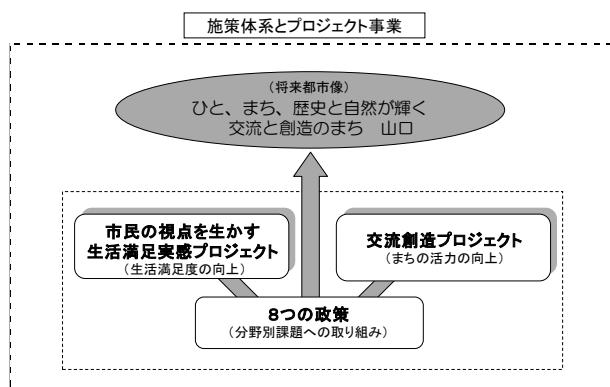 施策体系とプロジェクト事業
(将来都市像)
ひと、まち、歴史と自然が輝く
交流と創造のまち 山口
市民の視点を生かす
生活満足実感プロジェクト
(生活満足度の向上)
交流創造プロジェクト
(まちの活力の向上)
8つの政策
(分野別課題への取り組み)